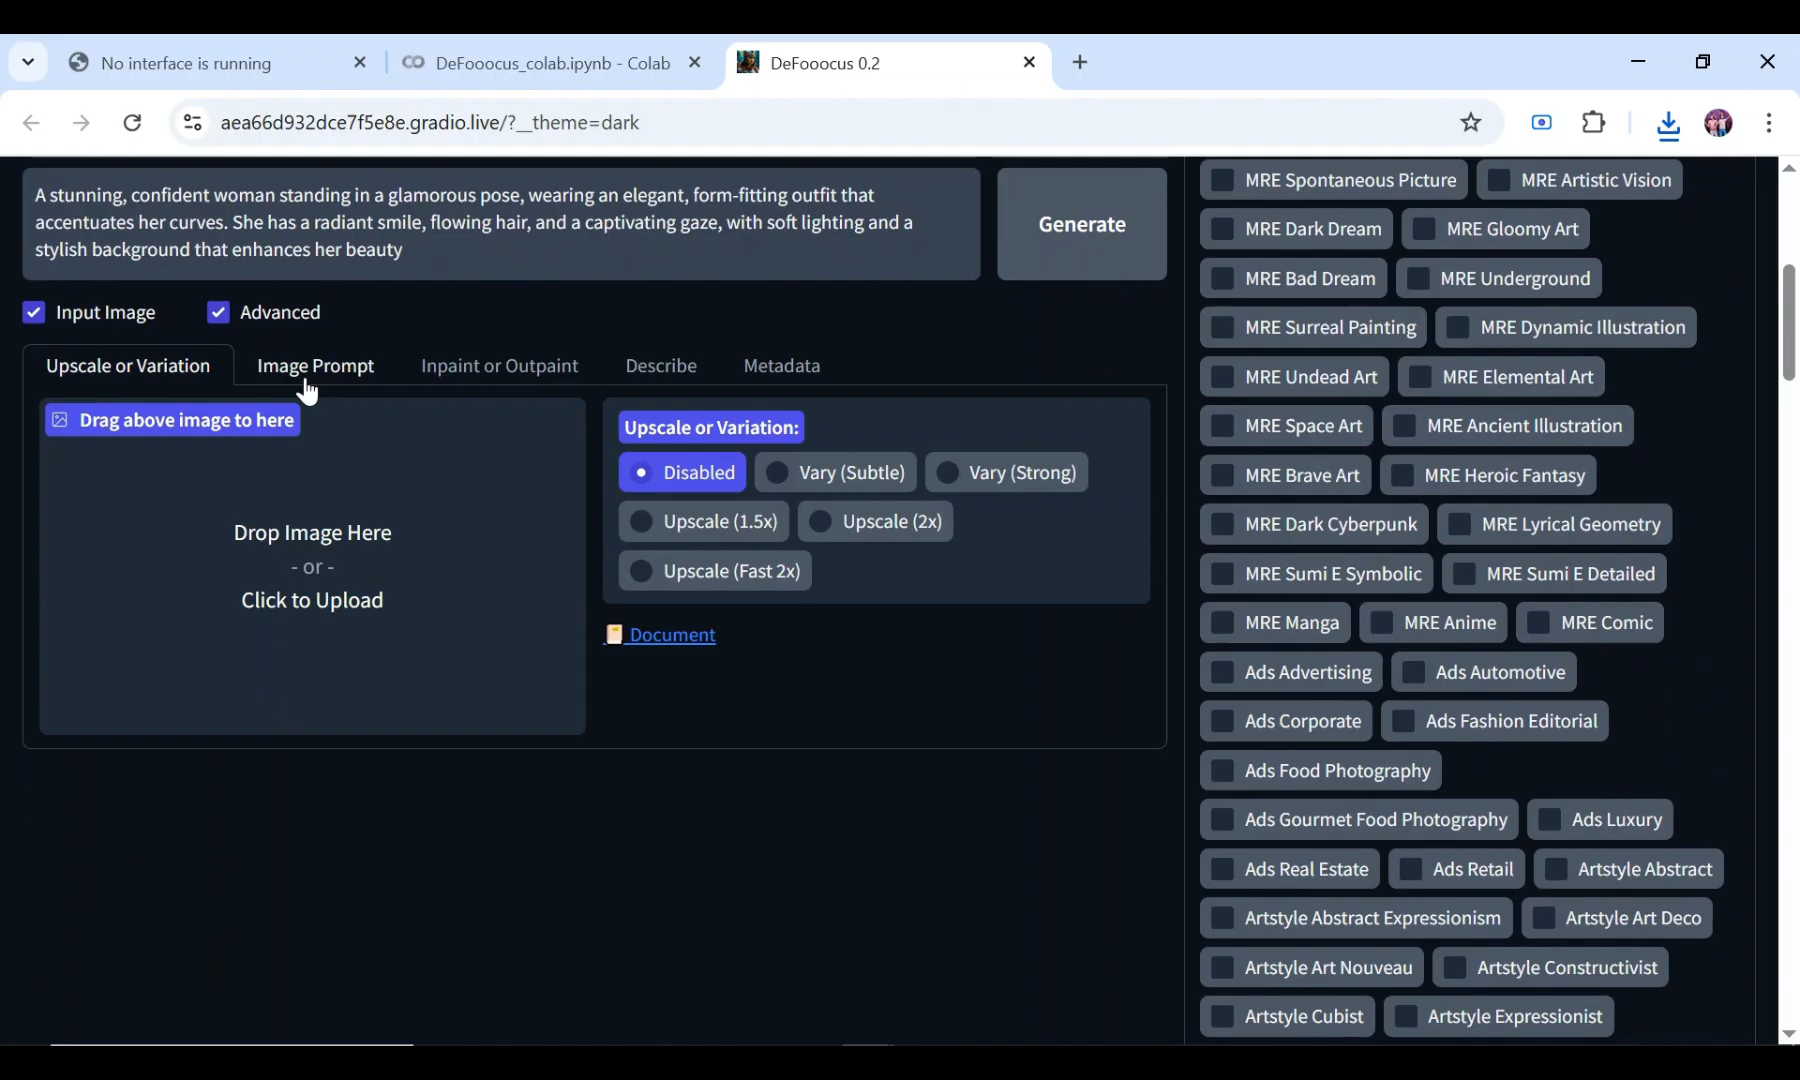 No interface is running
DeFooocus_colab.ipynb - Colab
DeFooocus 0.2
aea66d932dce7f5e8e.gradio.live/?__theme=dark
A stunning, confident woman standing in a glamorous pose, wearing an elegant, form-fitting outfit that
accentuates her curves. She has a radiant smile, flowing hair, and a captivating gaze, with soft lighting and a
stylish background that enhances her beauty
Generate
Input Image
Advanced
Upscale or Variation
Image Prompt
Inpaint or Outpaint
Describe
Metadata
Drag above image to here
Drop Image Here
- or -
Click to Upload
Upscale or Variation:
Disabled
Vary (Subtle)
Vary (Strong)
Upscale (1.5x)
Upscale (2x)
Upscale (Fast 2x)
Document
MRE Spontaneous Picture
MRE Artistic Vision
MRE Dark Dream
MRE Gloomy Art
MRE Bad Dream
MRE Underground
MRE Surreal Painting
MRE Dynamic Illustration
MRE Undead Art
MRE Elemental Art
MRE Space Art
MRE Ancient Illustration
MRE Brave Art
MRE Heroic Fantasy
MRE Dark Cyberpunk
MRE Lyrical Geometry
MRE Sumi E Symbolic
MRE Sumi E Detailed
MRE Manga
MRE Anime
MRE Comic
Ads Advertising
Ads Automotive
Ads Corporate
Ads Fashion Editorial
Ads Food Photography
Ads Gourmet Food Photography
Ads Luxury
Ads Real Estate
Ads Retail
Artstyle Abstract
Artstyle Abstract Expressionism
Artstyle Art Deco
Artstyle Art Nouveau
Artstyle Constructivist
Artstyle Cubist
Artstyle Expressionist